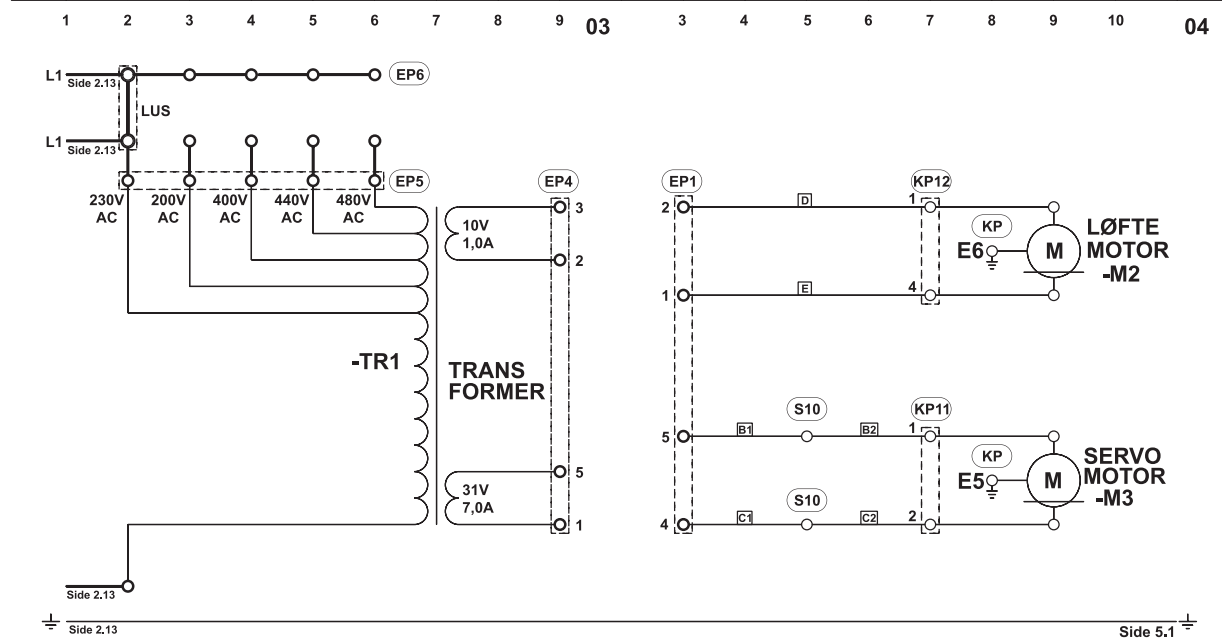 1 2 3 4 5 6 7 8 9 03 3 4 5 6 7 8 9 10 04
L1 Side 2.13 EP6
LUS
L1 Side 2.13
EP5 EP4 EP1 KP12
230V AC
200V AC
400V AC
440V AC
480V AC
3
10V
1,0A
2
2 D 1
KP
E6
M
LØFTE
MOTOR
-M2
1 E 4
-TR1
TRANS
FORMER
S10 KP11
5 B1 B2 1
KP
E5
M
SERVO
MOTOR
-M3
5
31V
7,0A
1
S10
4 C1 C2 2
Side 2.13
Side 2.13
Side 5.1